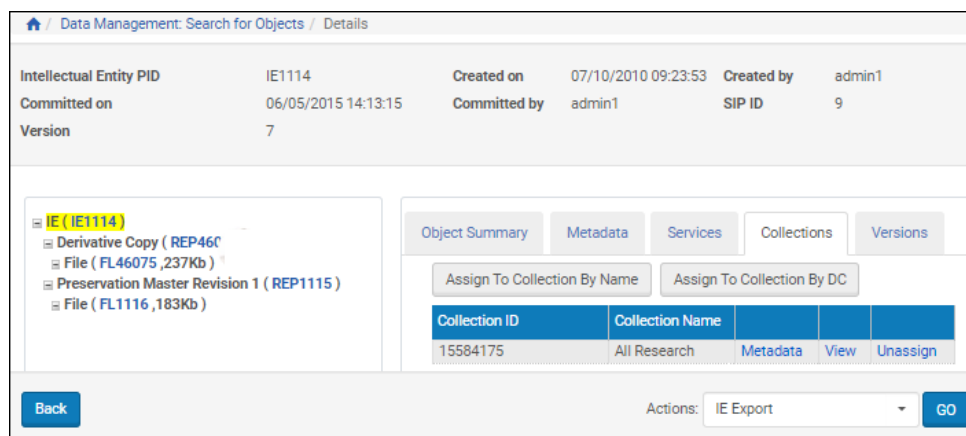 / Data Management: Search for Objects / Details
Intellectual Entity PID IE1114 Created on 07/10/2010 09:23:53 Created by admin1
Committed on 06/05/2015 14:13:15 Committed by admin1 SIP ID 9
Version 7
IE ( IE1114 )
Derivative Copy (
File ( FL46075 ,237Kb )
Preservation Master Revision 1 ( REP1115 )
File ( FL1116 ,183Kb )
Object Summary Metadata Services Collections Versions
Assign To Collection By Name Assign To Collection By DC
Collection ID Collection Name
15584175 All Research Metadata View Unassign
Back Actions: IE Export GO